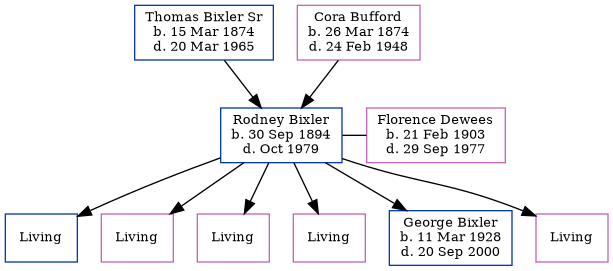 Thomas Bixler Sr
b. 15 Mar 1874
d. 20 Mar 1965
Cora Bufford
b. 26 Mar 1874
d. 24 Feb 1948
Rodney Bixler
b. 30 Sep 1894
d. Oct 1979
Florence Dewees
b. 21 Feb 1903
d. 29 Sep 1977
Living
Living
Living
Living
George Bixler
b. 11 Mar 1928
d. 20 Sep 2000
Living